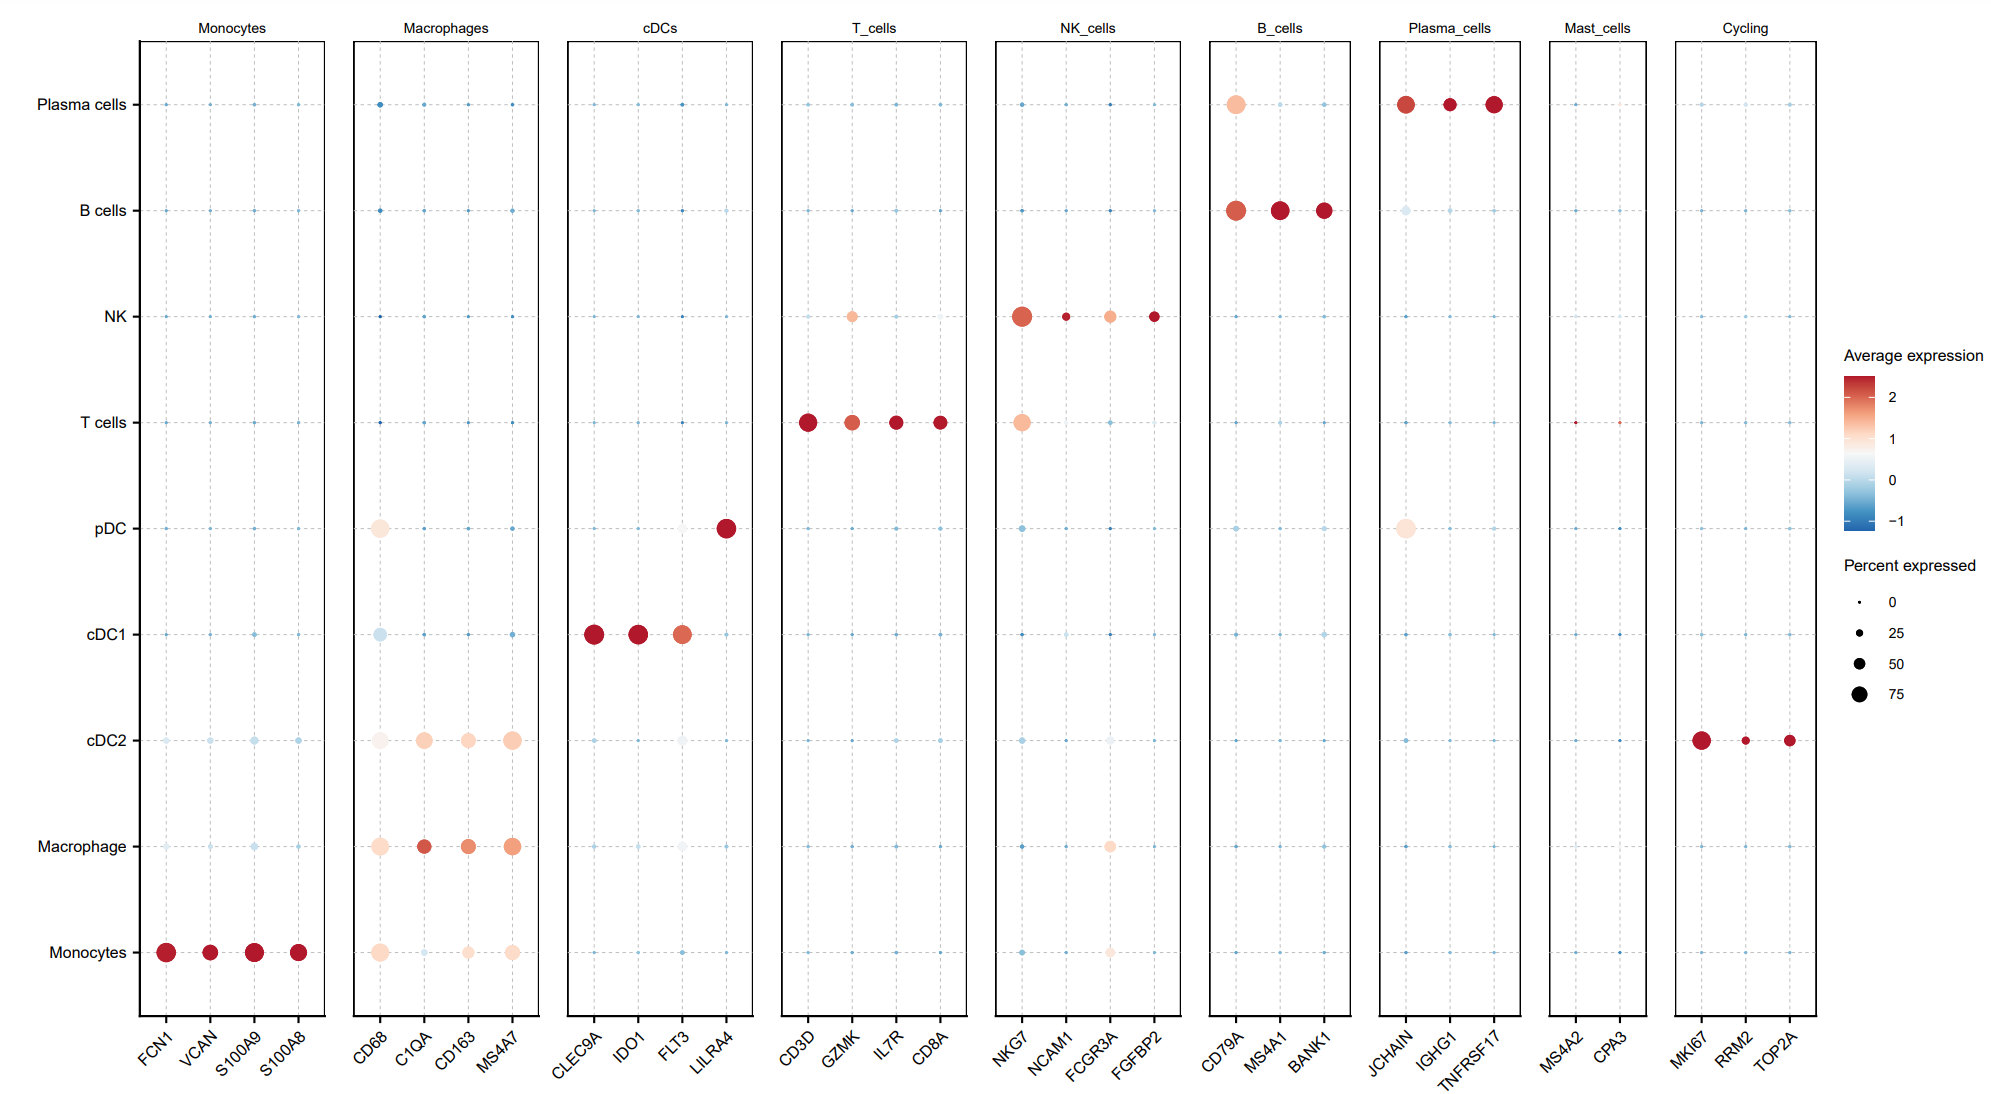 Monocytes
Macrophages
cDCs
T_cells
NK_cells
B_cells
Plasma_cells
Mast_cells
Cycling
Plasma cells
B cells
NK
T cells
pDC
cDC1
cDC2
Macrophage
Monocytes
FCN1
VCAN
S100A9
S100A8
CD68
C1QA
CD163
MS4A7
CLEC9A
IDO1
FLT3
LILRA4
CD3D
GZMK
IL7R
CD8A
NKG7
NCAM1
FCGR3A
FGFBP2
CD79A
MS4A1
BANK1
JCHAIN
IGHG1
TNFRSF17
MS4A2
CPA3
MKI67
RRM2
TOP2A
Average expression
2
1
0
−1
Percent expressed
0
25
50
75